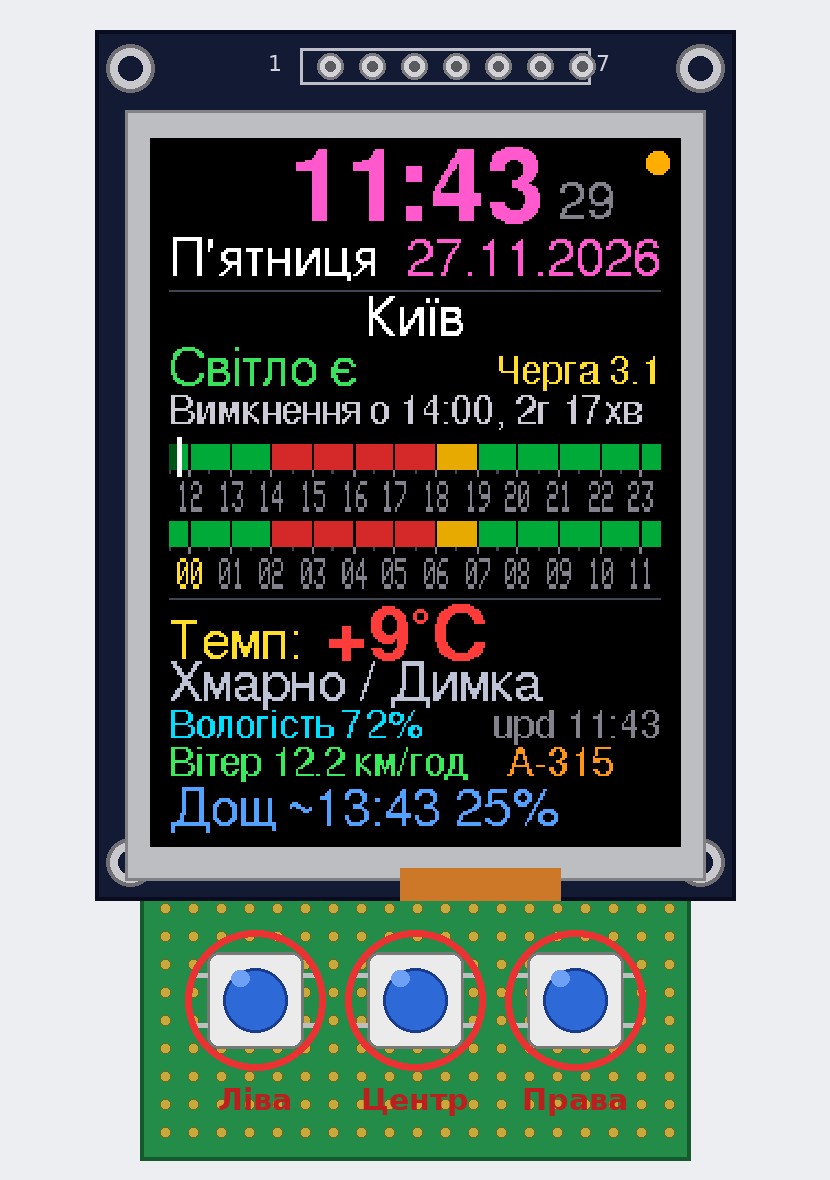 1 7
11:43 29
П'ятниця 27.11.2026
Київ
Світло є Черга 3.1
Вимкнення о 14:00, 2г 17хв
12 13 14 15 16 17 18 19 20 21 22 23
00 01 02 03 04 05 06 07 08 09 10 11
Темп: +9°C
Хмарно / Димка
Вологість 72% upd 11:43
Вітер 12.2 км/год А-315
Дощ ~13:43 25%
Ліва Центр Права